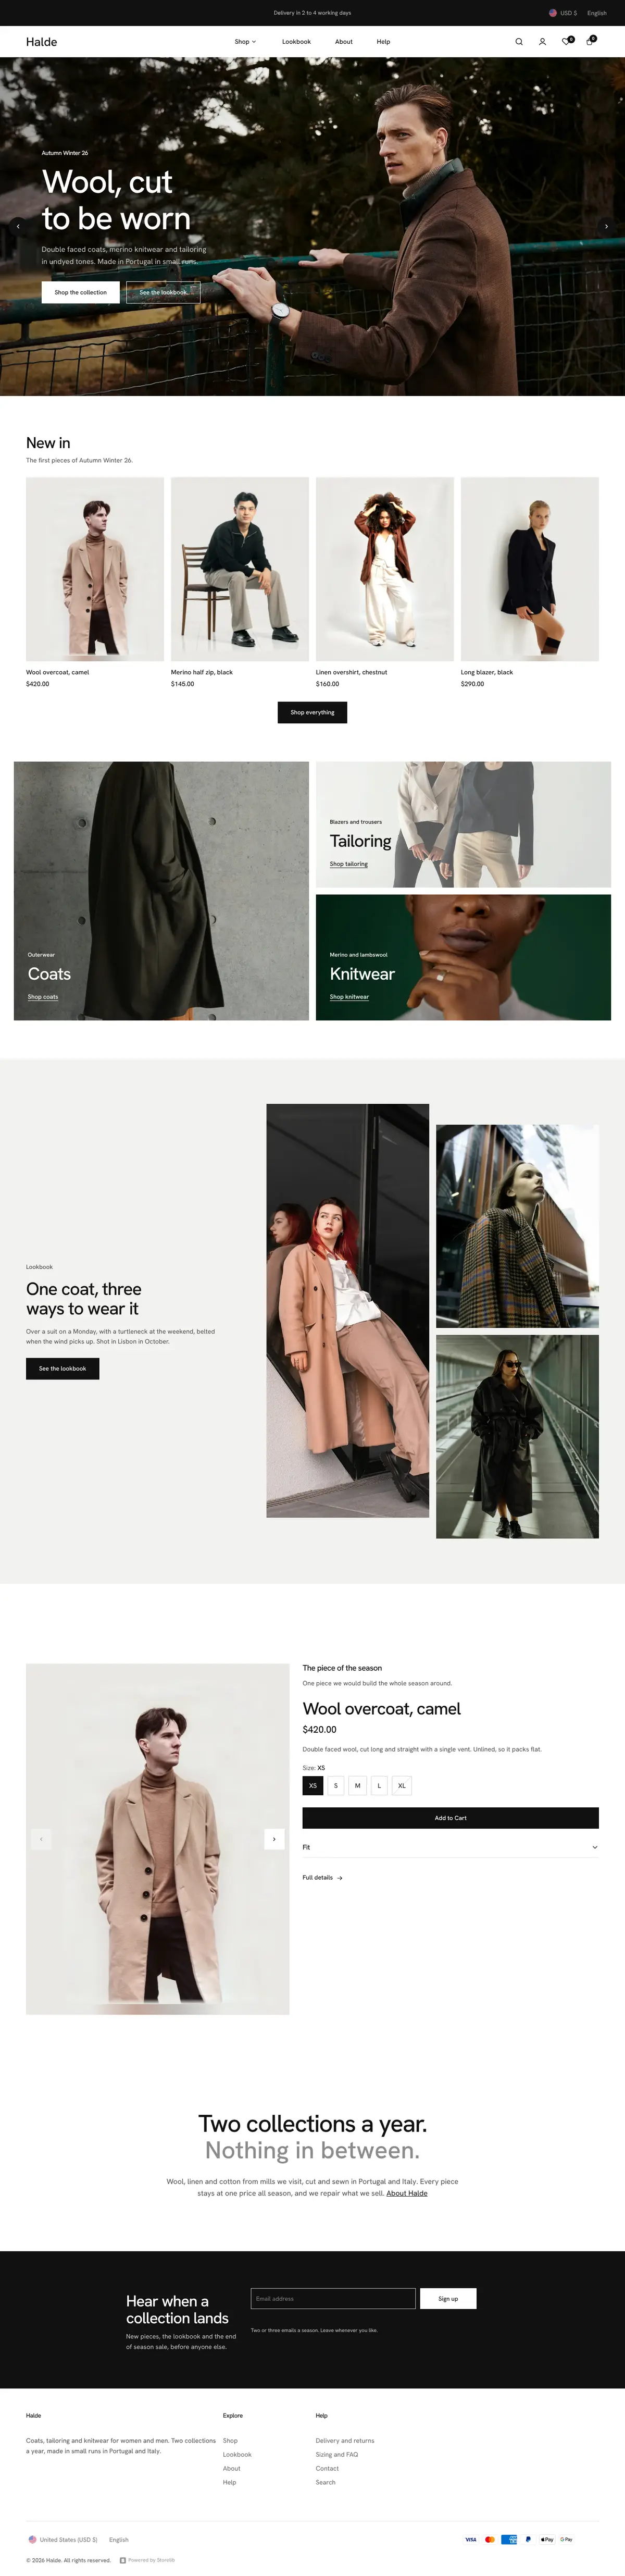 Delivery in 2 to 4 working days
USD $
English
Halde
Shop
Lookbook
About
Help
0
0
Autumn Winter 26
Wool, cut
to be worn
Double faced coats, merino knitwear and tailoring
in undyed tones. Made in Portugal in small runs.
Shop the collection
See the lookbook
New in
The first pieces of Autumn Winter 26.
Wool overcoat, camel
$420.00
Merino half zip, black
$145.00
Linen overshirt, chestnut
$160.00
Long blazer, black
$290.00
Shop everything
Outerwear
Coats
Shop coats
Blazers and trousers
Tailoring
Shop tailoring
Merino and lambswool
Knitwear
Shop knitwear
Lookbook
One coat, three
ways to wear it
Over a suit on a Monday, with a turtleneck at the weekend, belted
when the wind picks up. Shot in Lisbon in October.
See the lookbook
The piece of the season
One piece we would build the whole season around.
Wool overcoat, camel
$420.00
Double faced wool, cut long and straight with a single vent. Unlined, so it packs flat.
Size: XS
XS
S
M
L
XL
Add to Cart
Fit
Full details
Two collections a year.
Nothing in between.
Wool, linen and cotton from mills we visit, cut and sewn in Portugal and Italy. Every piece
stays at one price all season, and we repair what we sell. About Halde
Hear when a
collection lands
New pieces, the lookbook and the end
of season sale, before anyone else.
Email address
Sign up
Two or three emails a season. Leave whenever you like.
Halde
Coats, tailoring and knitwear for women and men. Two collections
a year, made in small runs in Portugal and Italy.
Explore
Shop
Lookbook
About
Help
Help
Delivery and returns
Sizing and FAQ
Contact
Search
United States (USD $)
English
VISA
Pay
G Pay
© 2026 Halde. All rights reserved.
Powered by